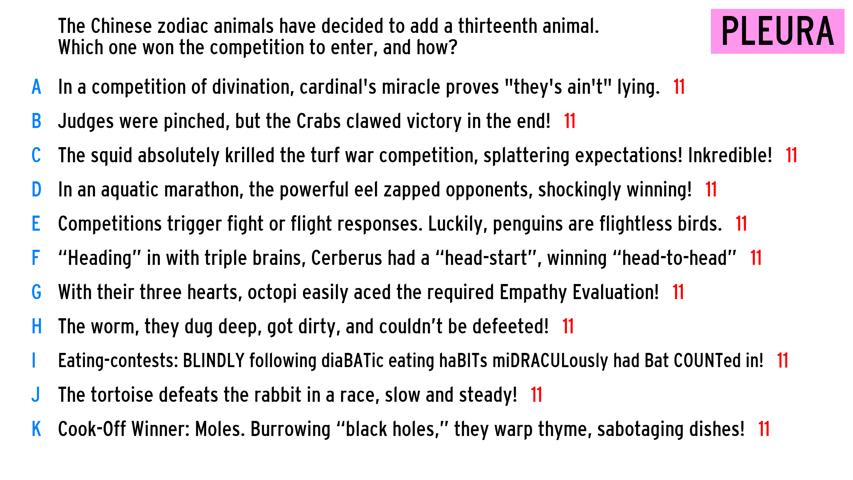 The Chinese zodiac animals have decided to add a thirteenth animal.
Which one won the competition to enter, and how?
PLEURA
A In a competition of divination, cardinal's miracle proves "they's ain't" lying. 11
B Judges were pinched, but the Crabs clawed victory in the end! 11
C The squid absolutely krilled the turf war competition, splattering expectations! Inkredible! 11
D In an aquatic marathon, the powerful eel zapped opponents, shockingly winning! 11
E Competitions trigger fight or flight responses. Luckily, penguins are flightless birds. 11
F “Heading” in with triple brains, Cerberus had a “head-start”, winning “head-to-head” 11
G With their three hearts, octopi easily aced the required Empathy Evaluation! 11
H The worm, they dug deep, got dirty, and couldn’t be defeeted! 11
I Eating-contests: BLINDLY following diaBATic eating haBITs miDRACULously had Bat COUNTed in! 11
J The tortoise defeats the rabbit in a race, slow and steady! 11
K Cook-Off Winner: Moles. Burrowing “black holes,” they warp thyme, sabotaging dishes! 11